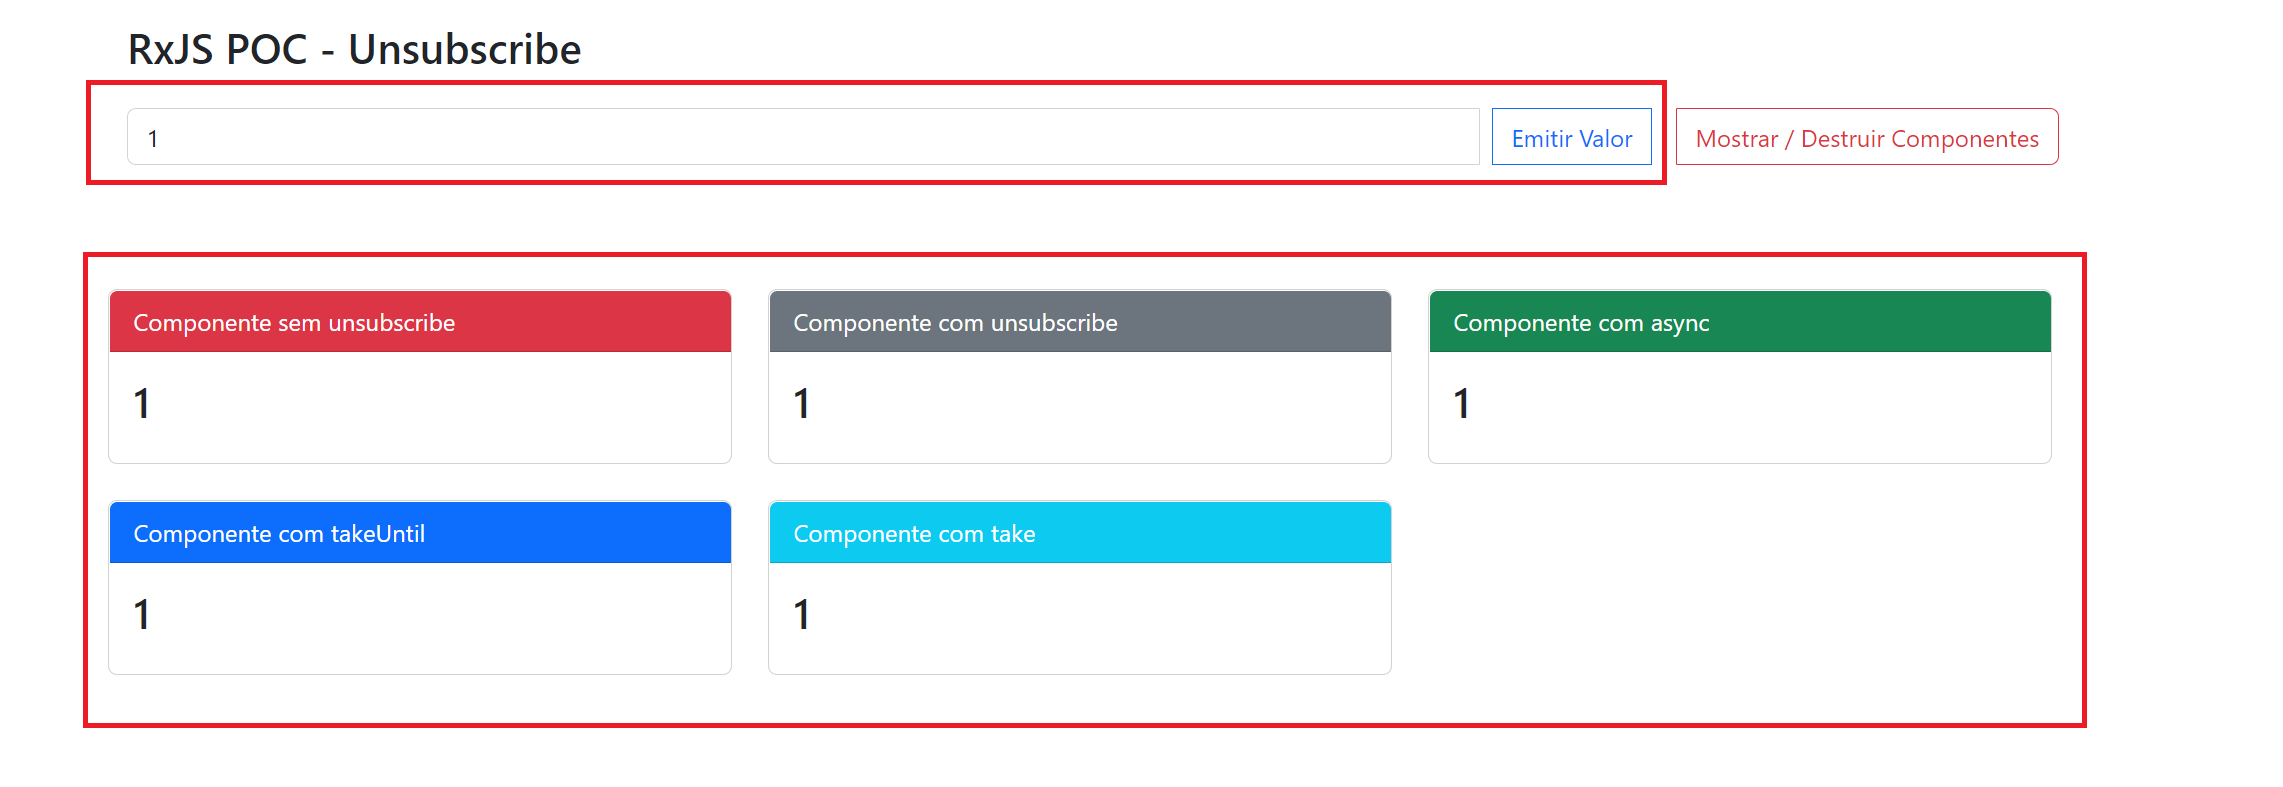 RxJS POC - Unsubscribe
1 Emitir Valor Mostrar / Destruir Componentes
Componente sem unsubscribe
1
Componente com unsubscribe
1
Componente com async
1
Componente com takeUntil
1
Componente com take
1